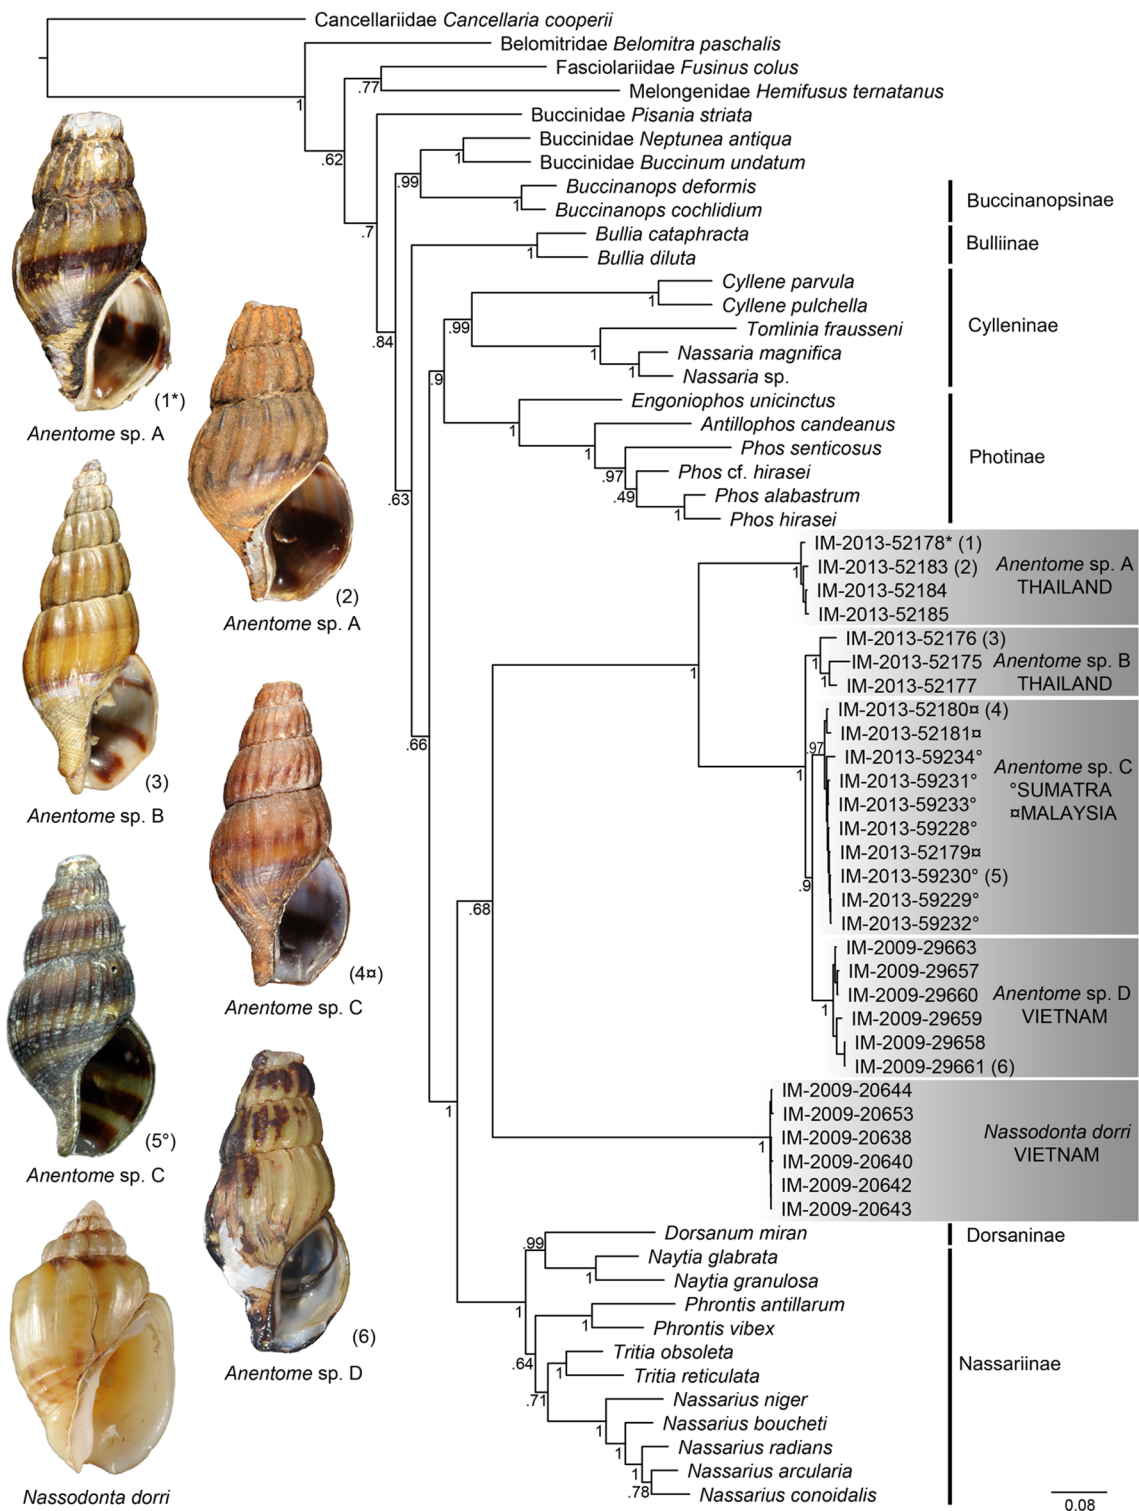 Cancellariidae Cancellaria cooperii
Belomitridae Belomitra paschalis
Fasciolariidae Fusinus colus
.77
Melongenidae Hemifusus ternatanus
1
Buccinidae Pisania striata
Buccinidae Neptunea antiqua
.62
1
Buccinidae Buccinum undatum
.99
Buccinanops deformis
Buccinanopsinae
1
Buccinanops cochlidium
.7
Bullia cataphracta
Bulliinae
1
Bullia diluta
Cyllene parvula
1
Cyllene pulchella
.99
Tomlinia frausseni
Cylleninae
.84
1
Nassaria magnifica
1
Nassaria sp.
.9
Engoniophos unicinctus
1
Antillophos candeanus
1
Phos senticosus
Photinae
.97
Phos cf. hirasei
.49
Phos alabastrum
.63
1
Phos hirasei
IM-2013-52178* (1)
1
IM-2013-52183 (2)
Anentome sp. A
IM-2013-52184
THAILAND
IM-2013-52185
IM-2013-52176 (3)
1
IM-2013-52175
Anentome sp. B
1
IM-2013-52177
THAILAND
1
IM-2013-52180¤ (4)
IM-2013-52181¤
.66
.97
IM-2013-59234°
Anentome sp. C
1
IM-2013-59231°
°SUMATRA
IM-2013-59233°
¤MALAYSIA
IM-2013-59228°
IM-2013-52179¤
.9
IM-2013-59230° (5)
IM-2013-59229°
.68
IM-2013-59232°
IM-2009-29663
IM-2009-29657
IM-2009-29660
Anentome sp. D
1
IM-2009-29659
VIETNAM
IM-2009-29658
IM-2009-29661 (6)
IM-2009-20644
1
IM-2009-20653
IM-2009-20638
Nassodonta dorri
1
IM-2009-20640
VIETNAM
IM-2009-20642
IM-2009-20643
Dorsanum miran
Dorsaninae
.99
Naytia glabrata
1
Naytia granulosa
1
Phrontis antillarum
1
Phrontis vibex
Tritia obsoleta
.64
1
Tritia reticulata
Nassariinae
.71
Nassarius niger
1
Nassarius boucheti
1
Nassarius radians
1
Nassarius arcularia
.78
Nassarius conoidalis
0.08
(1*)
Anentome sp. A
(2)
Anentome sp. A
(3)
Anentome sp. B
(4¤)
Anentome sp. C
(5°)
Anentome sp. C
(6)
Anentome sp. D
Nassodonta dorri